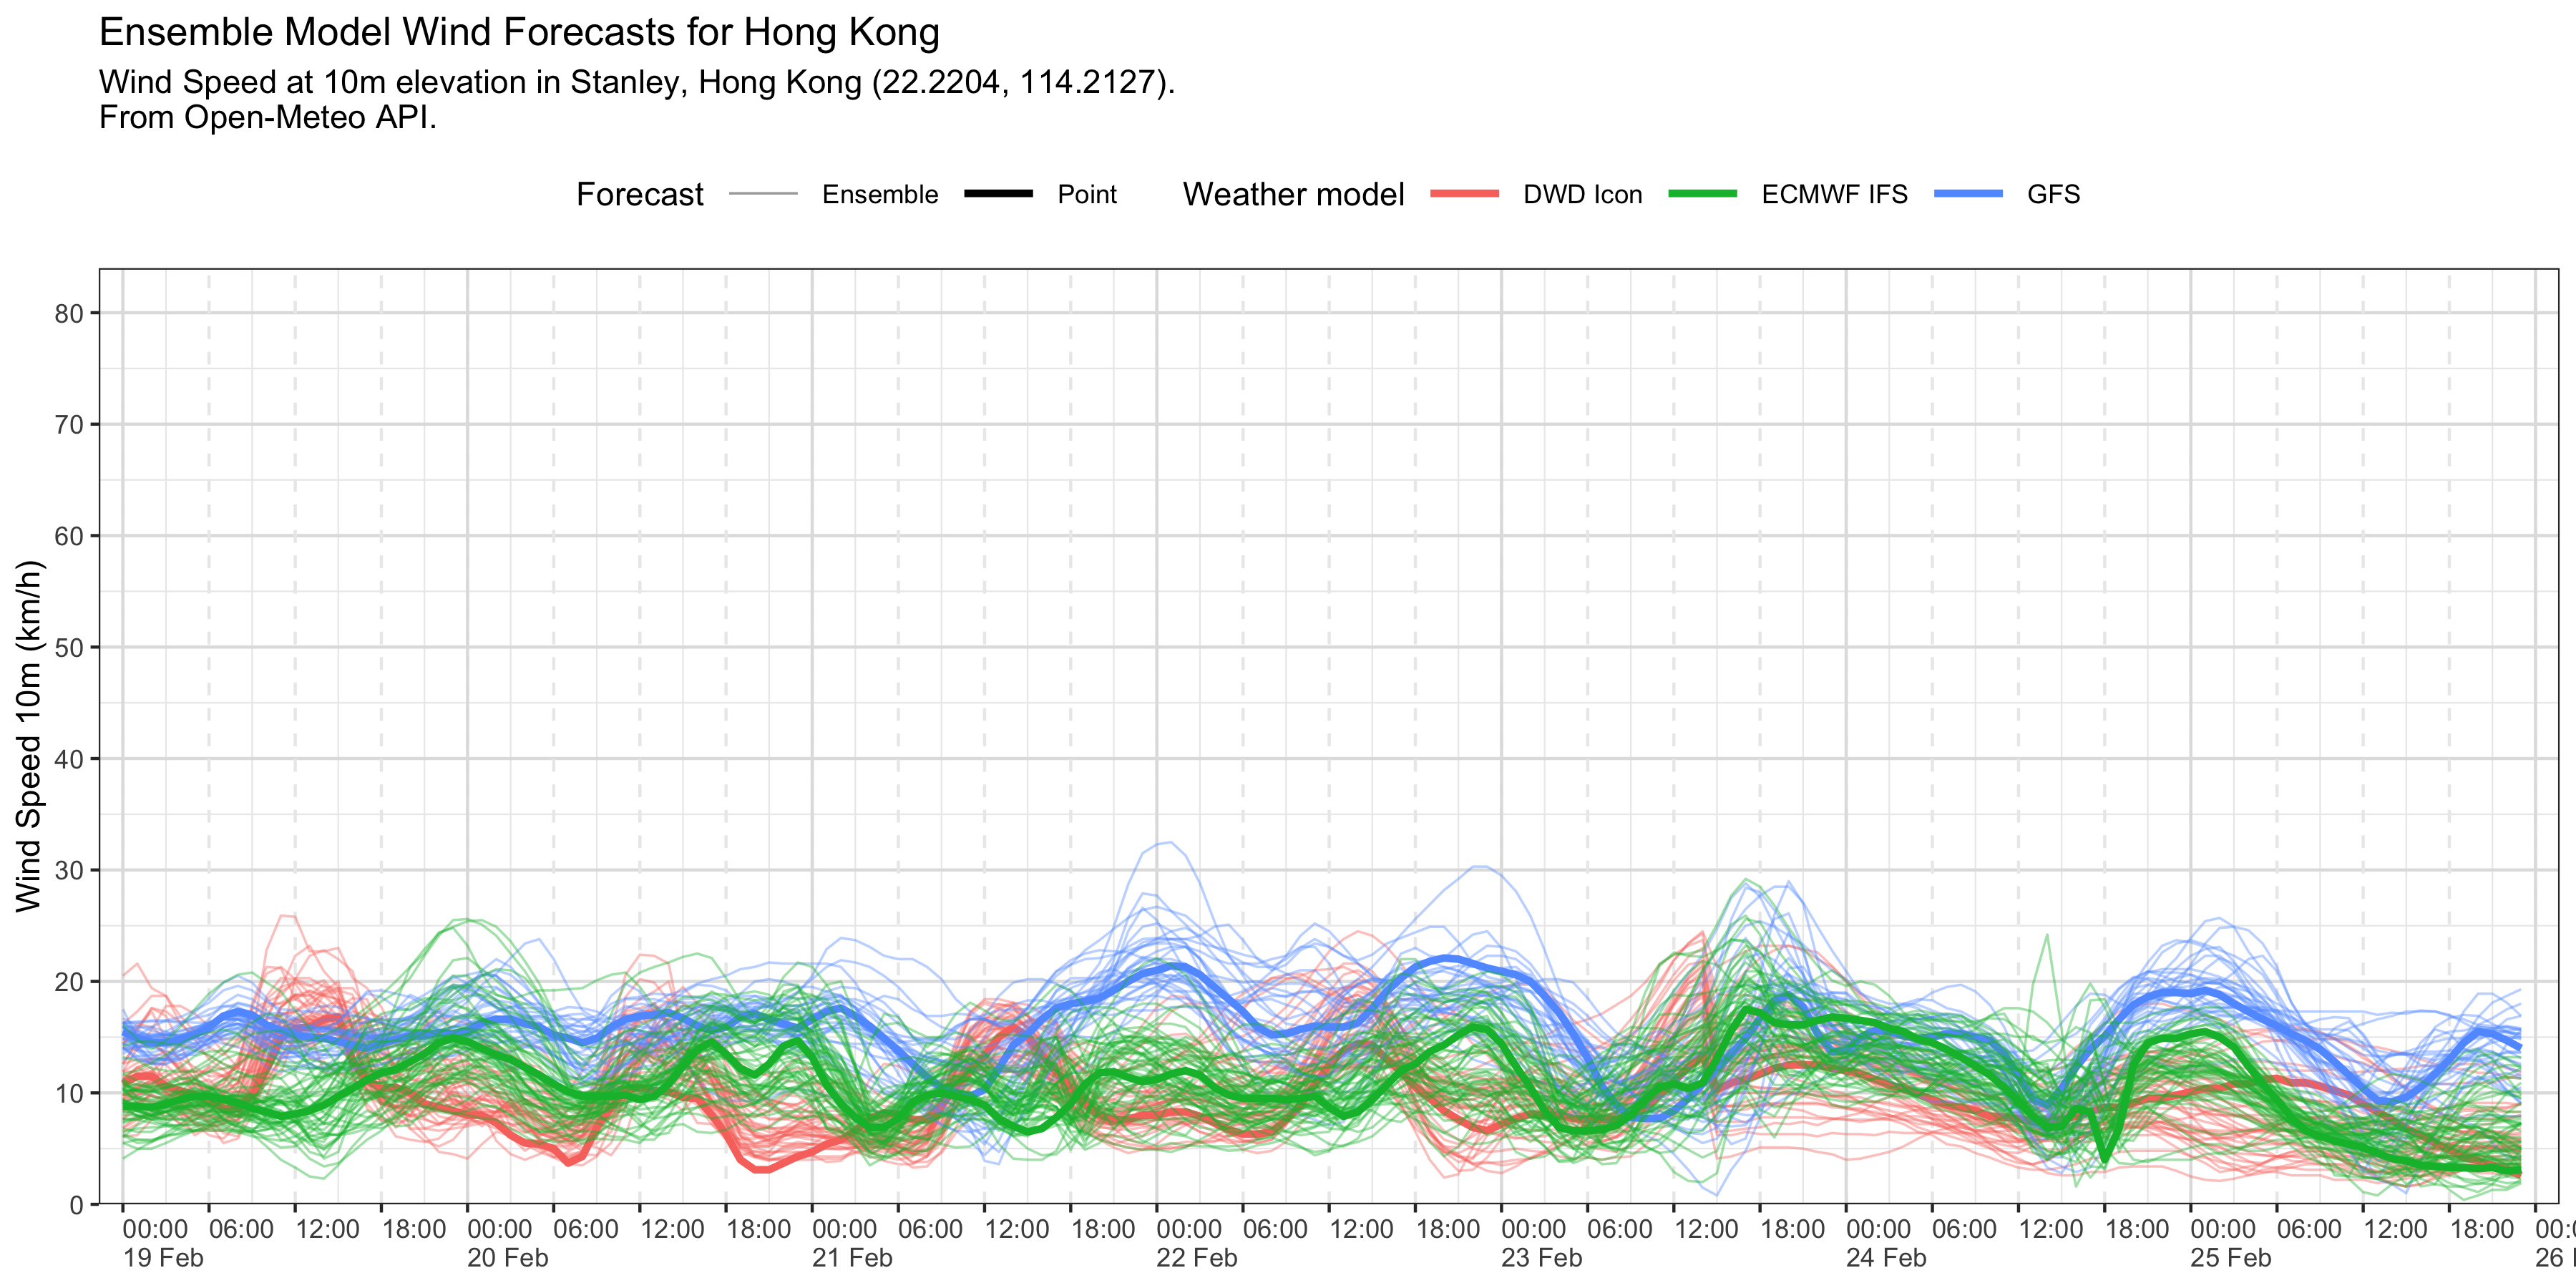 Ensemble Model Wind Forecasts for Hong Kong
Wind Speed at 10m elevation in Stanley, Hong Kong (22.2204, 114.2127).
From Open-Meteo API.
Forecast Ensemble Point Weather model DWD Icon ECMWF IFS GFS
Wind Speed 10m (km/h)
80
70
60
50
40
30
20
10
0
00:00 06:00 12:00 18:00 00:00 06:00 12:00 18:00 00:00 06:00 12:00 18:00 00:00 06:00 12:00 18:00 00:00 06:00 12:00 18:00 00:00 06:00 12:00 18:00 00:00 06:00 12:00 18:00 00:0
19 Feb 20 Feb 21 Feb 22 Feb 23 Feb 24 Feb 25 Feb 26 F